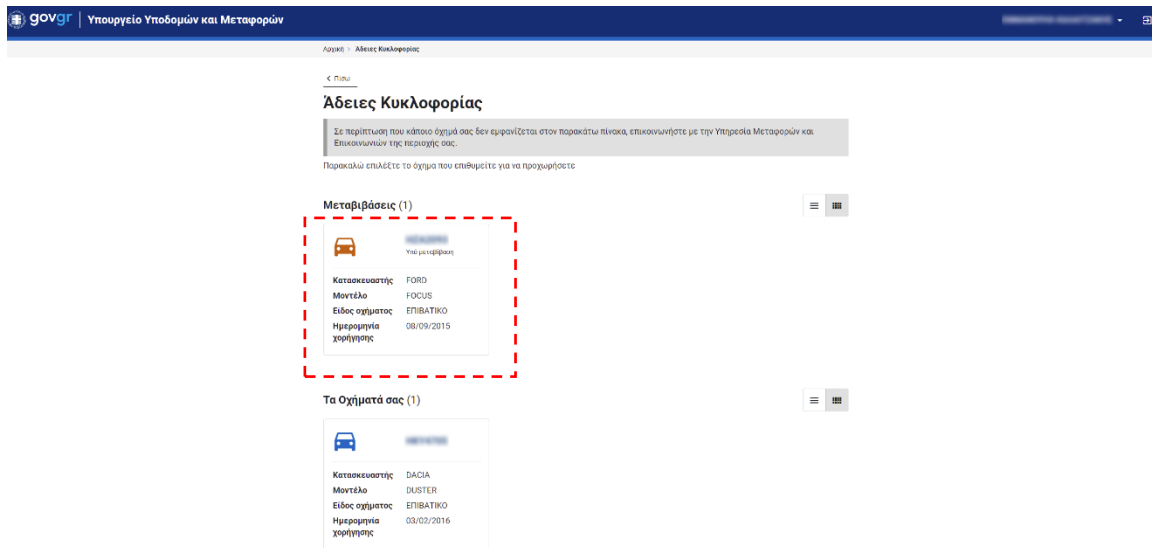 govgr | Υπουργείο Υποδομών και Μεταφορών
Αρχική > Άδειες Κυκλοφορίας
< Πίσω
Άδειες Κυκλοφορίας
Σε περίπτωση που κάποιο όχημά σας δεν εμφανίζεται στον παρακάτω πίνακα, επικοινωνήστε με την Υπηρεσία Μεταφορών και
Επικοινωνιών της περιοχής σας.
Παρακαλώ επιλέξτε το όχημα που επιθυμείτε για να προχωρήσετε
Μεταβιβάσεις (1)
Υπό μεταβίβαση
Κατασκευαστής FORD
Μοντέλο FOCUS
Είδος οχήματος ΕΠΙΒΑΤΙΚΟ
Ημερομηνία 08/09/2015
χορήγησης
Τα Οχήματά σας (1)
Κατασκευαστής DACIA
Μοντέλο DUSTER
Είδος οχήματος ΕΠΙΒΑΤΙΚΟ
Ημερομηνία 03/02/2016
χορήγησης